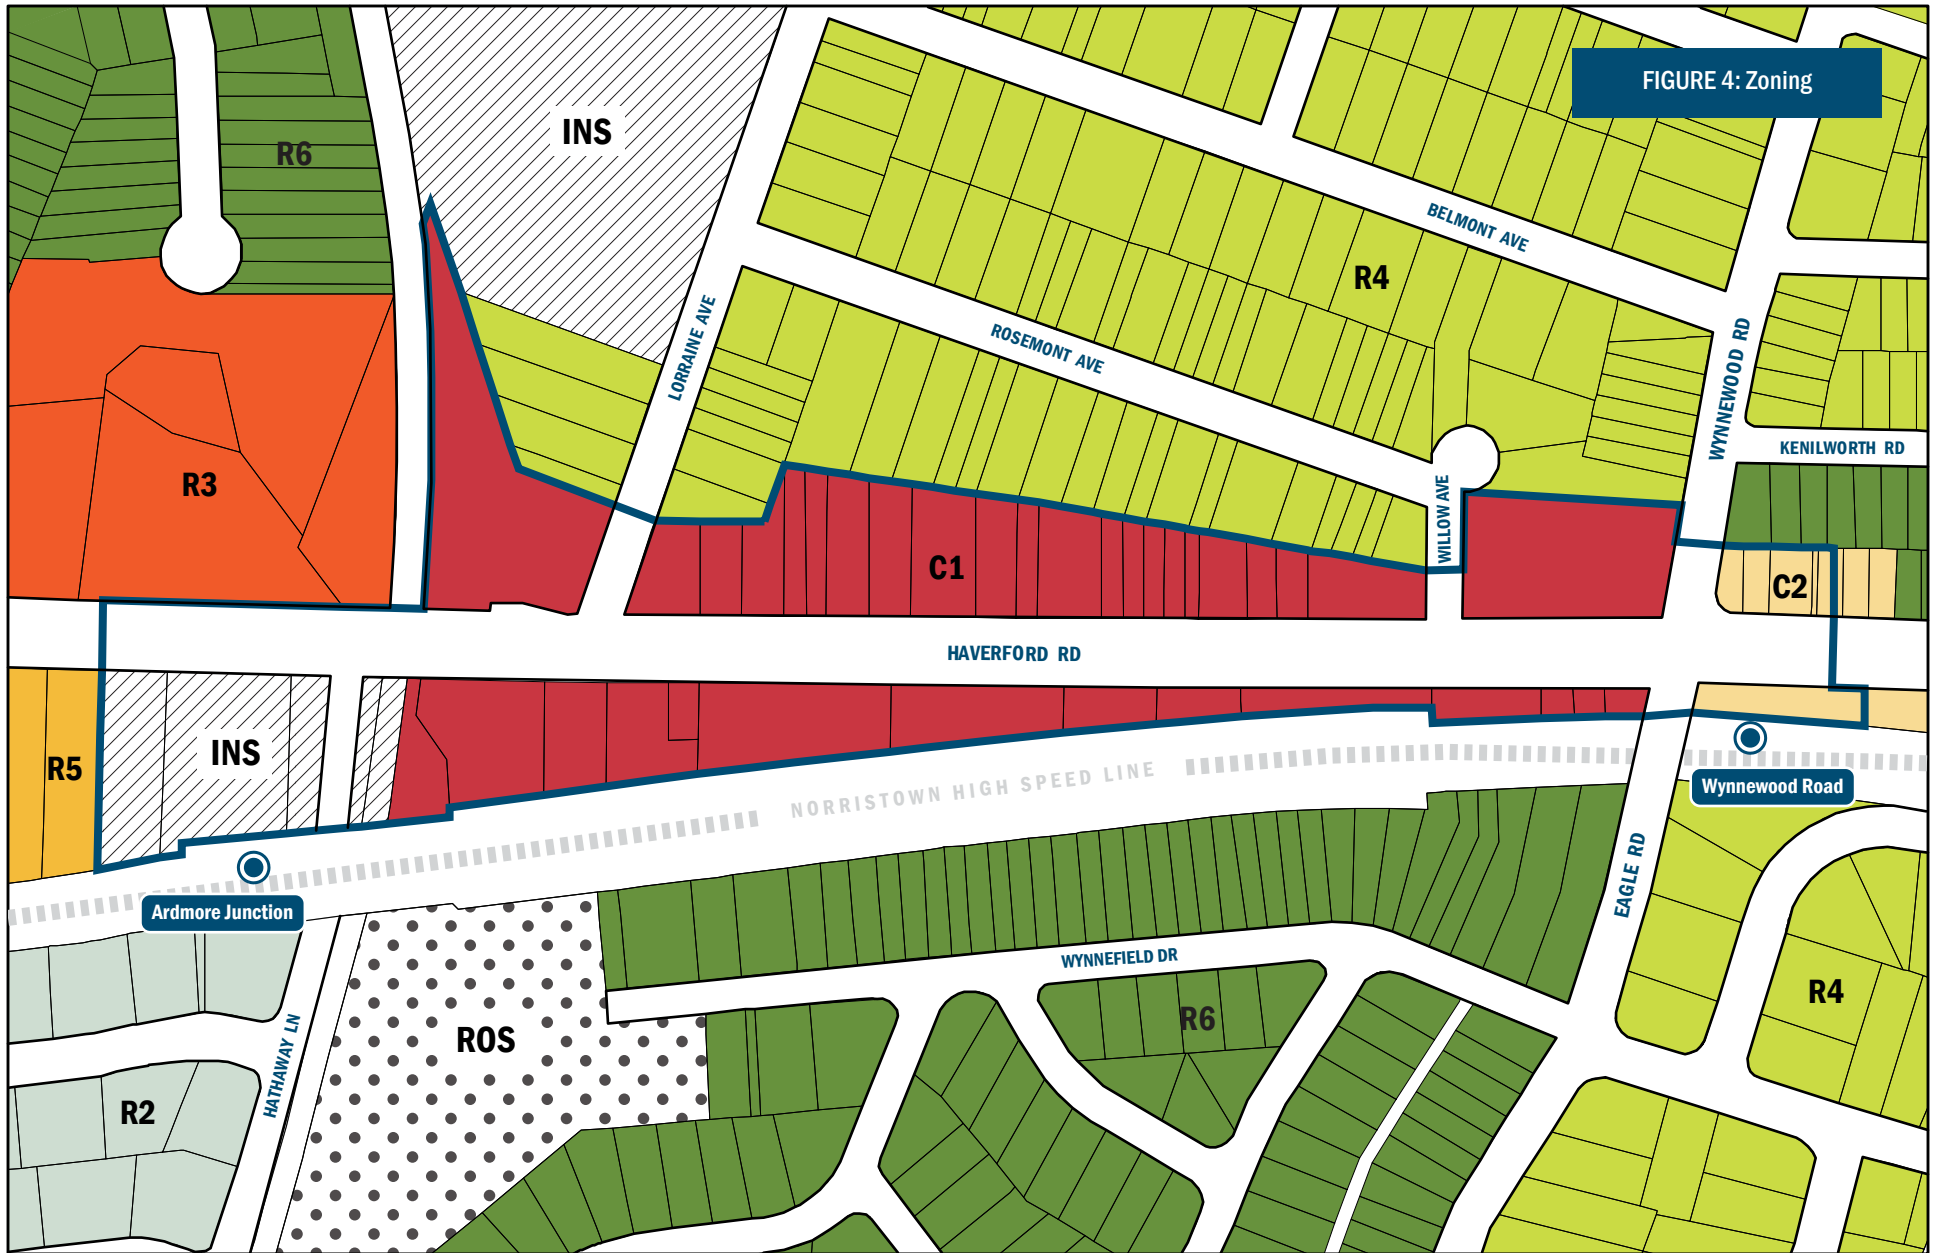 FIGURE 4: Zoning
INS
R6
BELMONT AVE
R4
ROSEMONT AVE
LORRAINE AVE
WYNNEWOOD RD
KENILWORTH RD
R3
WILLOW AVE
C1
C2
HAVERFORD RD
INS
R5
NORRISTOWN HIGH SPEED LINE
Wynnewood Road
EAGLE RD
Ardmore Junction
WYNNEFIELD DR
R4
R6
ROS
HATHAWAY LN
R2